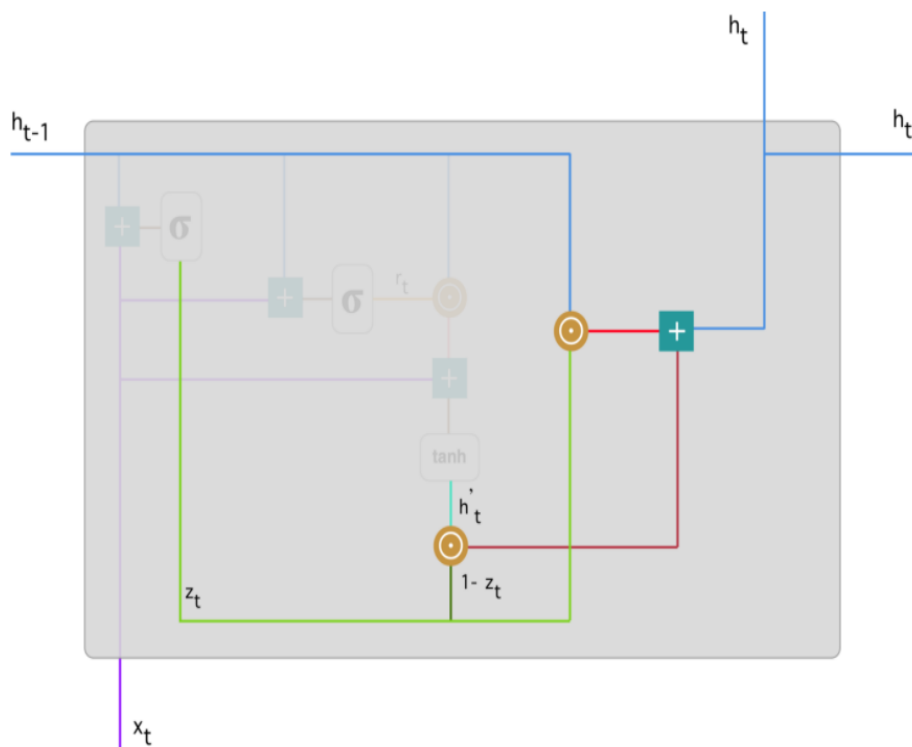 h_t
h_t-1
h_t
+
σ
+
σ
r_t
+
+
tanh
h'_t
1- z_t
z_t
x_t